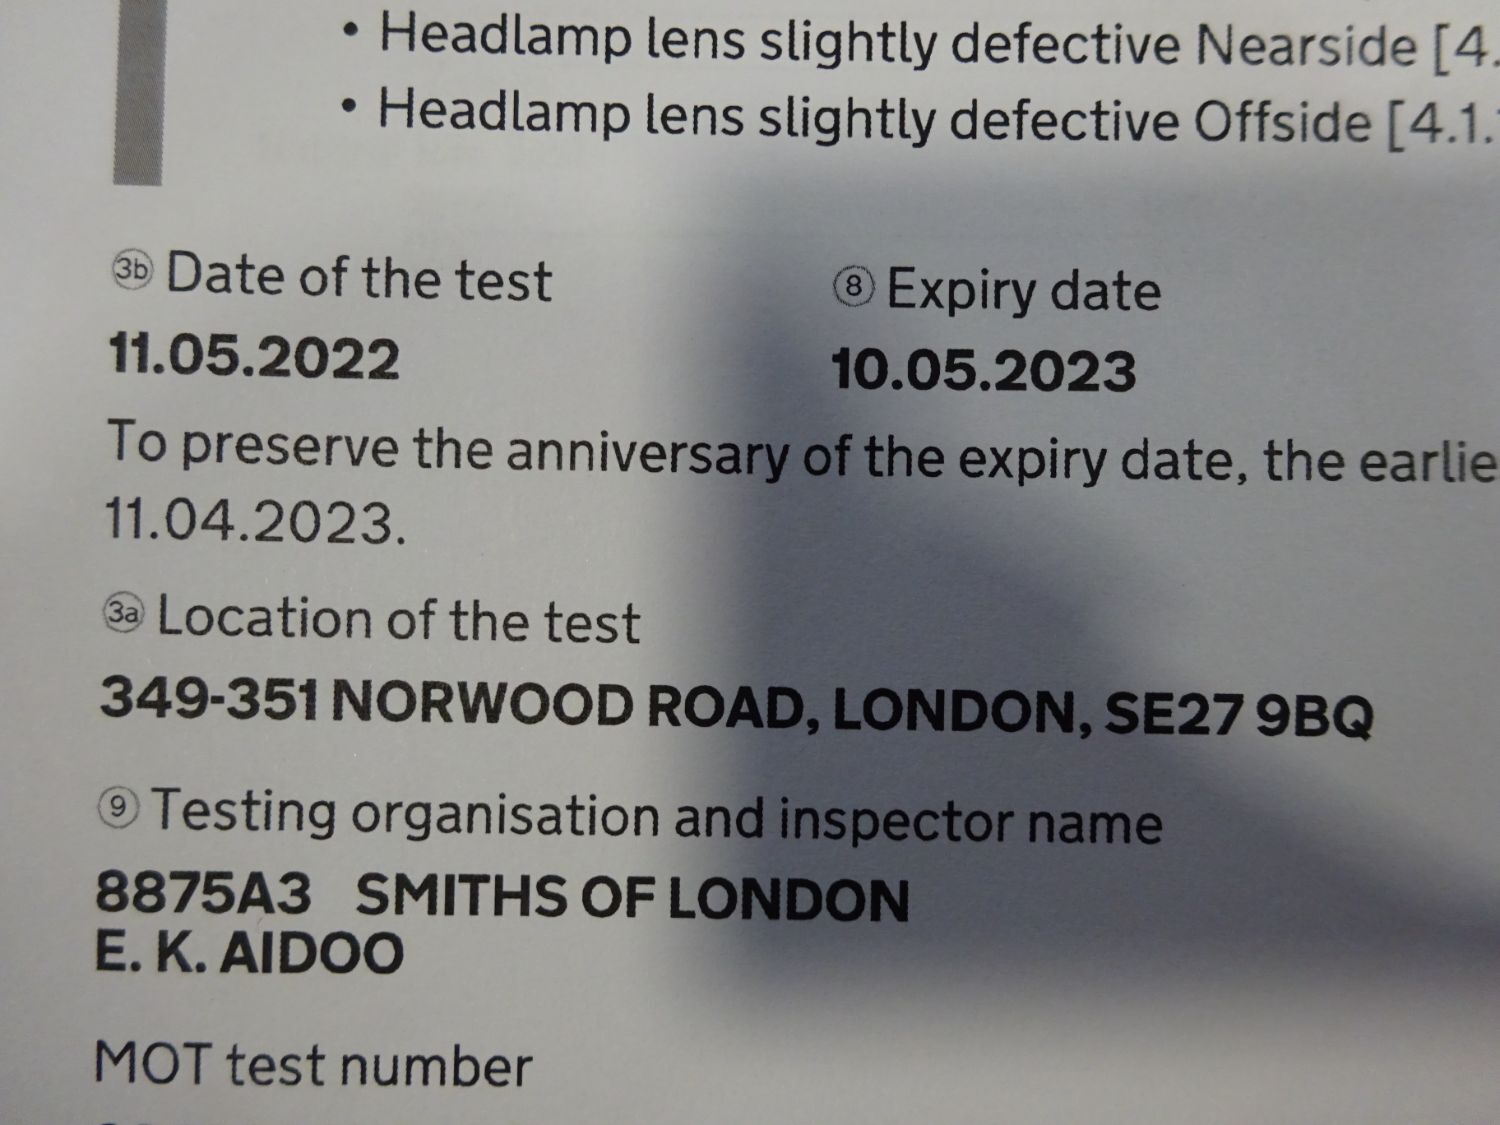 • Headlamp lens slightly defective Nearside [4.
• Headlamp lens slightly defective Offside [4.1.
3b Date of the test
8 Expiry date
11.05.2022
10.05.2023
To preserve the anniversary of the expiry date, the earlie
11.04.2023.
3a Location of the test
349-351 NORWOOD ROAD, LONDON, SE27 9BQ
9 Testing organisation and inspector name
8875A3 SMITHS OF LONDON
E. K. AIDOO
MOT test number